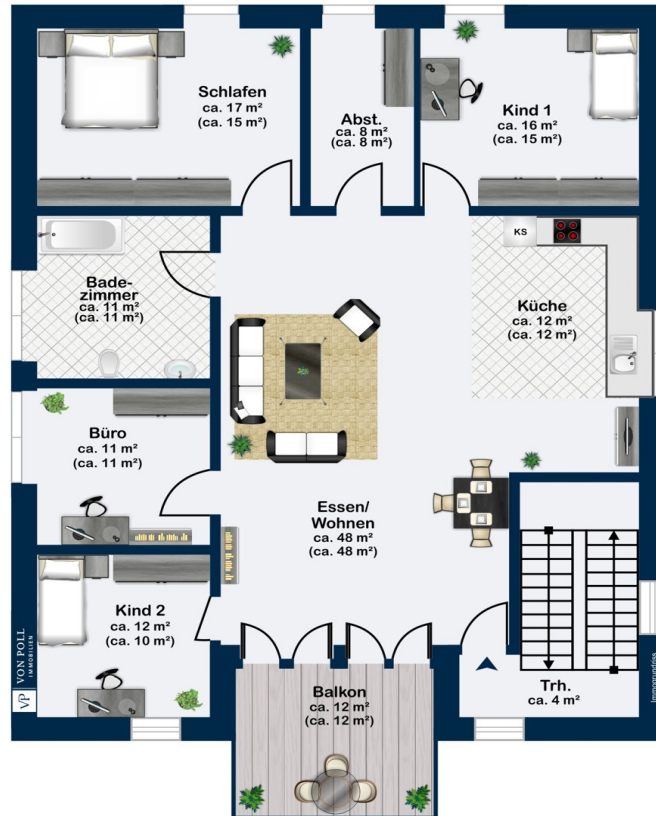 Schlafen
ca. 17 m²
(ca. 15 m²)
Abst.
ca. 8 m²
(ca. 8 m²)
Kind 1
ca. 16 m²
(ca. 15 m²)
KS
Bade-
zimmer
ca. 11 m²
(ca. 11 m²)
Küche
ca. 12 m²
(ca. 12 m²)
Büro
ca. 11 m²
(ca. 11 m²)
Essen/
Wohnen
ca. 48 m²
(ca. 48 m²)
Kind 2
ca. 12 m²
(ca. 10 m²)
Balkon
ca. 12 m²
(ca. 12 m²)
Trh.
ca. 4 m²
VP
VON POLL
IMMOBILIEN
Immogrundriss